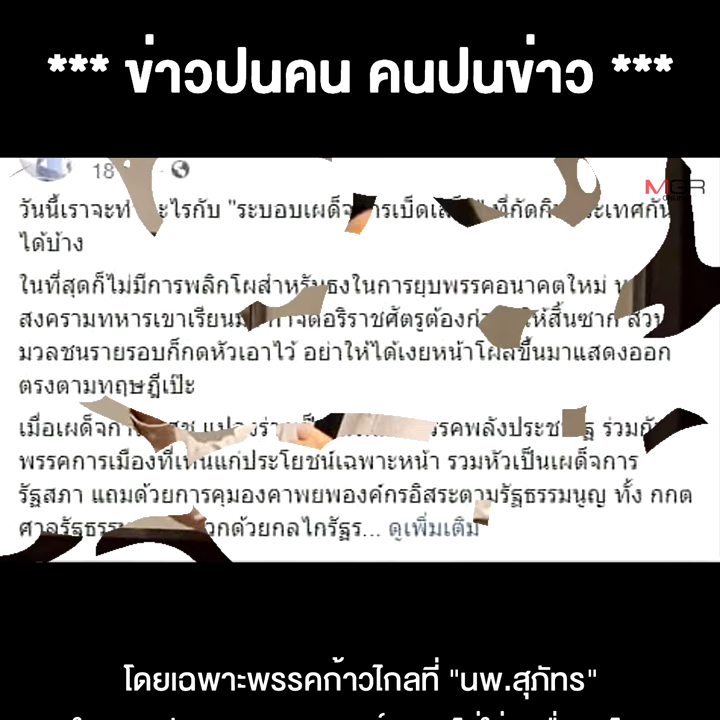 *** ข่าวปนคน คนปนข่าว ***
18
MGR
วันนี้เราจะทำ กับ "ระบอบเผด็จการเบ็ดเสร็จ" ที่กัดกิน
ได้บ้าง
ในที่สุดก็ไม่มีการพลิกโผสำหรับธงในการยุบพรรคอนาคตใหม่
สงครามทหารเขาเรียน ศัตรูต้อง ให้สิ้นซาก ส่วน
มวลชนรายรอบก็กดหัวเอาไว้ อย่าให้ได้เงยหน้าโผล่ขึ้นมาแสดงออก
ตรงตามทฤษฎีเป๊ะ
เมื่อเผด็จการ แปลงร่าง พรรคพลังประชารัฐ ร่วมกับ
พรรคการเมืองที่เห็นแก่ประโยชน์เฉพาะหน้า รวมหัวเป็นเผด็จการ
รัฐสภา แถมด้วยการคุมองคาพยพองค์กรอิสระตามรัฐธรรมนูญ ทั้ง กกต
ศาลรัฐธรรมนูญ ด้วยกลไกรัฐร... ดูเพิ่มเติม
โดยเฉพาะพรรคก้าวไกลที่ "นพ.สุภัทร"